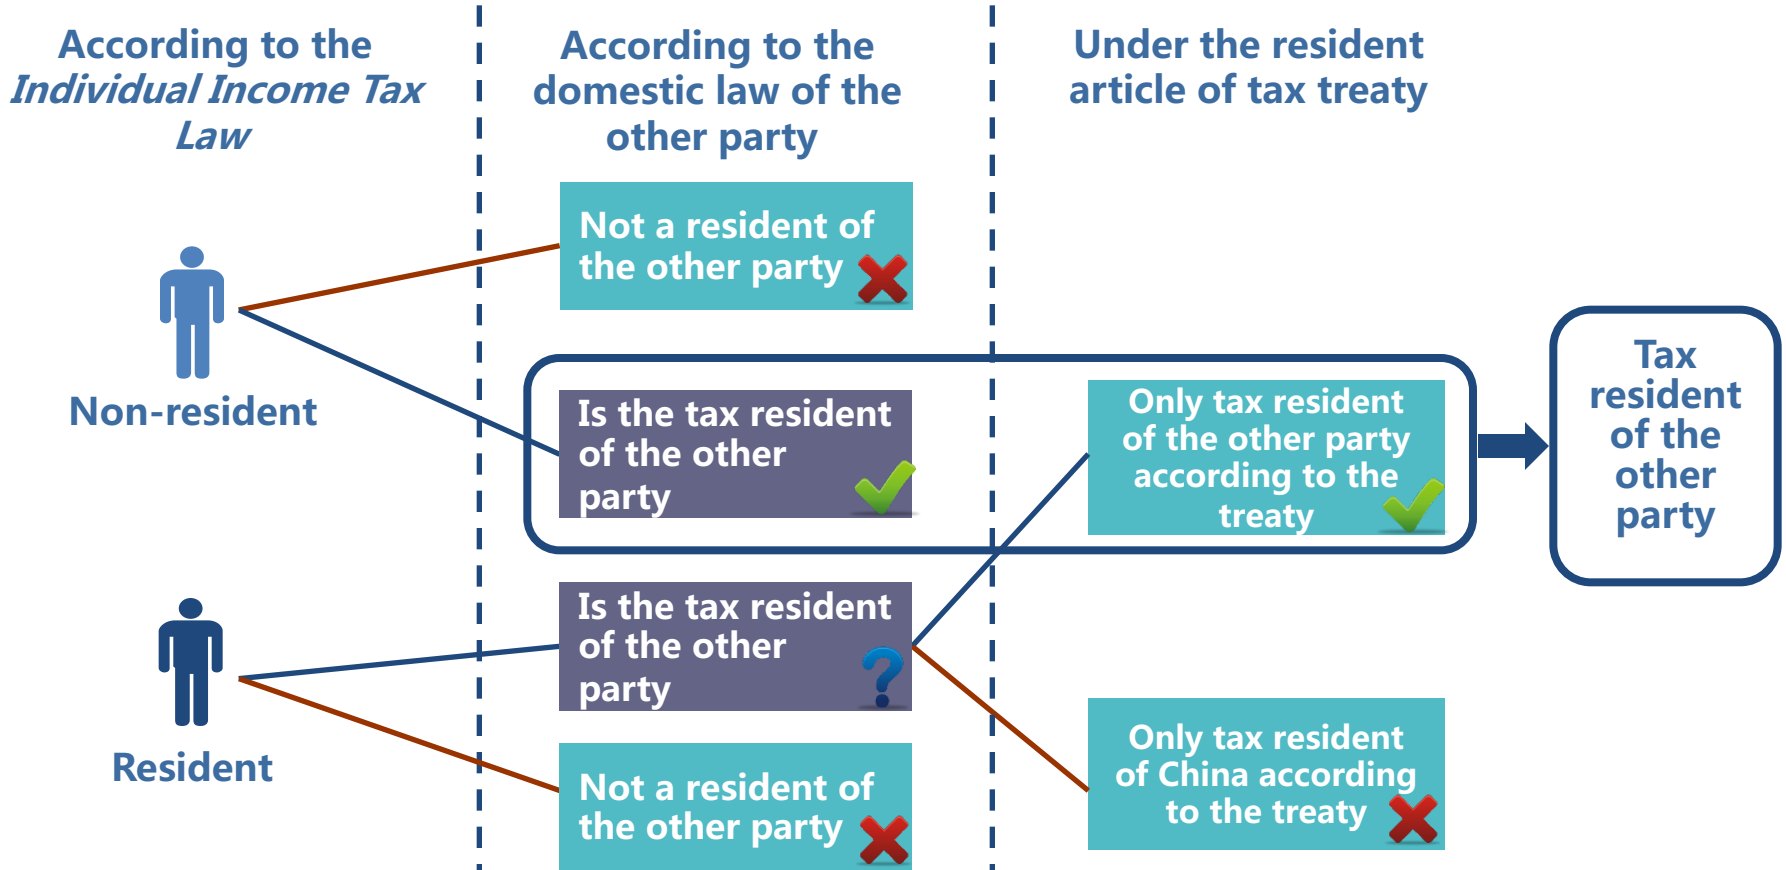 According to the
Individual Income Tax
Law
According to the
domestic law of the
other party
Under the resident
article of tax treaty
Not a resident of
the other party
Non-resident
Is the tax resident
of the other
party
Only tax resident
of the other party
according to the
treaty
Tax
resident
of the
other
party
Is the tax resident
of the other
party
Resident
Not a resident of
the other party
Only tax resident
of China according
to the treaty